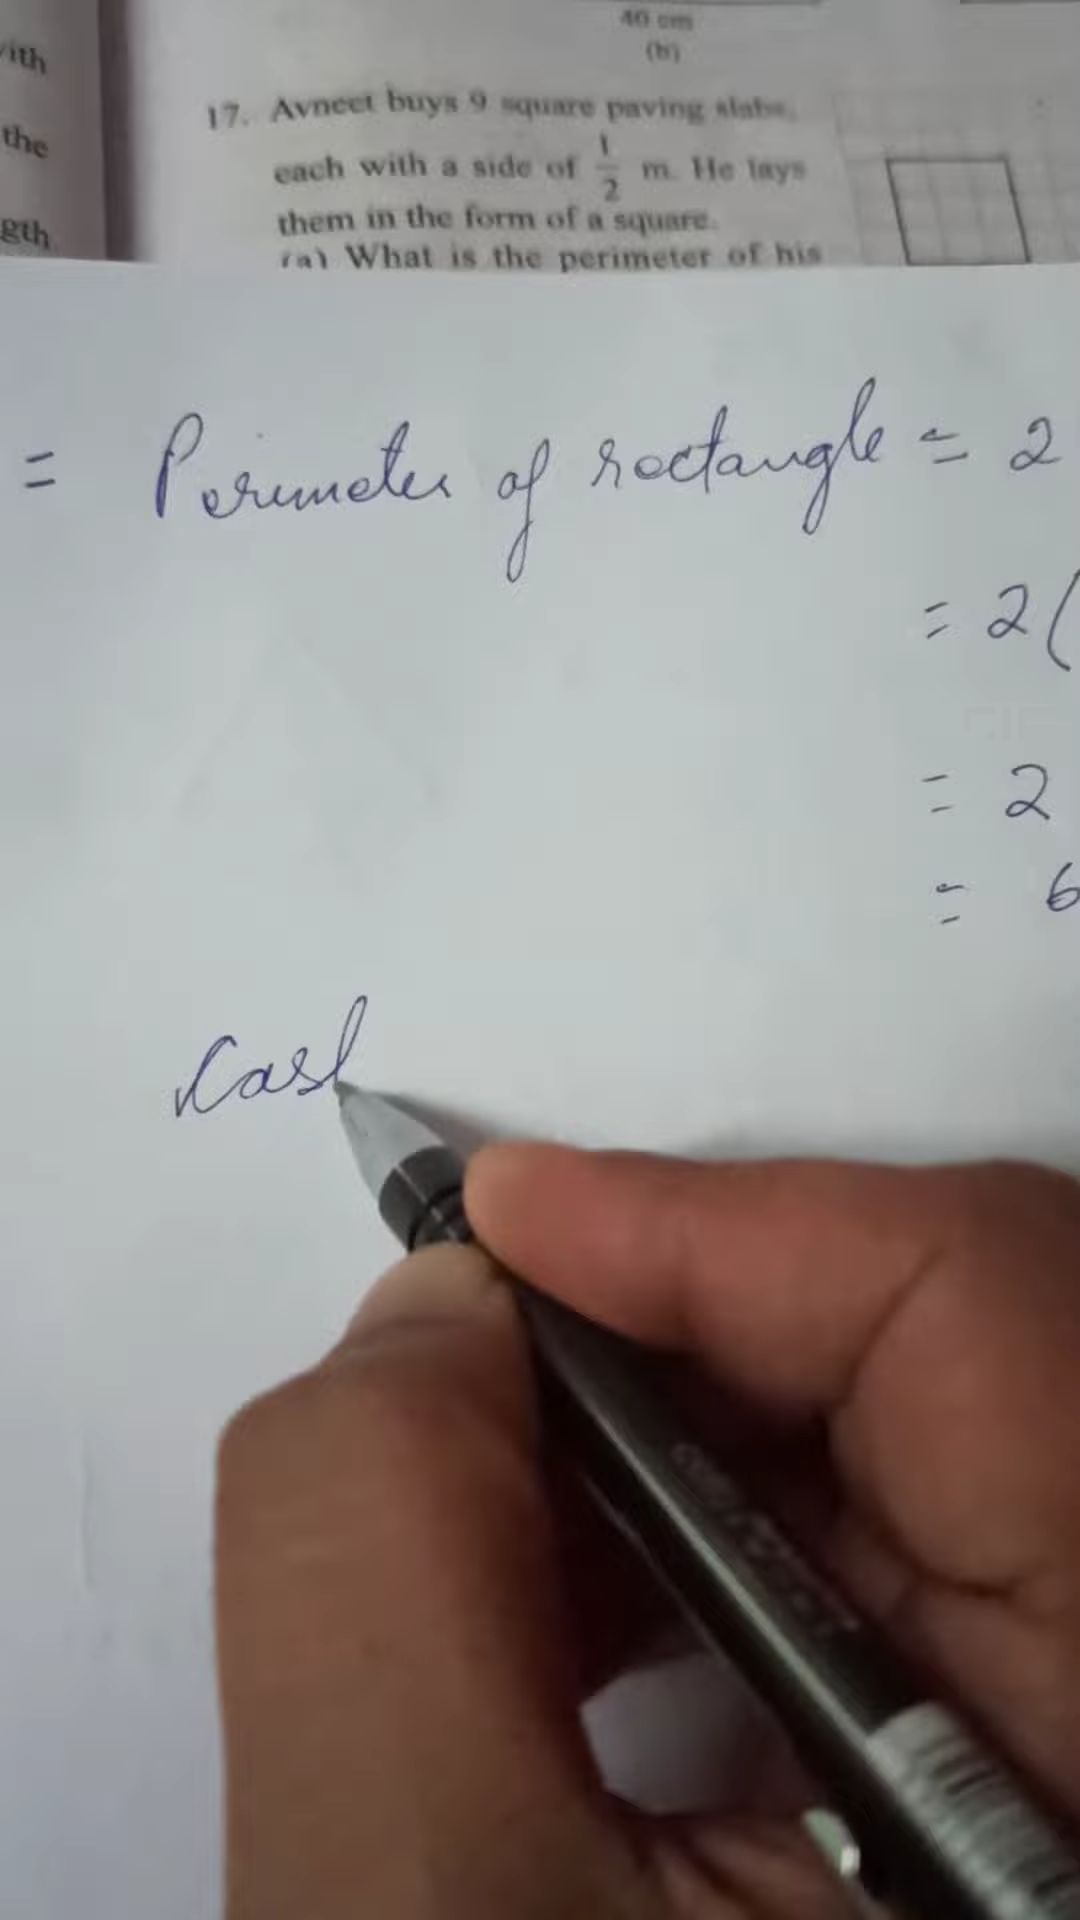 40 cm
(b)
with
the
gth
17. Avneet buys 9 square paving slabs,
each with a side of 1/2 m. He lays
them in the form of a square.
(a) What is the perimeter of his
= Perimeter of rectangle = 2
= 2(
= 2
= 6